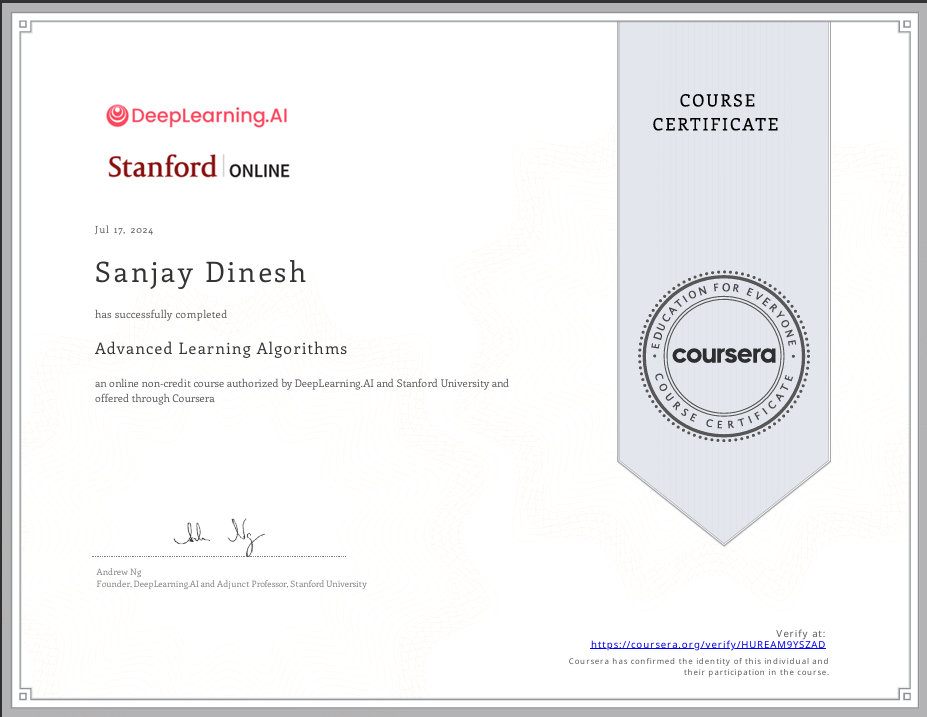 DeepLearning.AI
Stanford ONLINE
COURSE
CERTIFICATE
Jul 17, 2024
Sanjay Dinesh
has successfully completed
Advanced Learning Algorithms
an online non-credit course authorized by DeepLearning.AI and Stanford University and
offered through Coursera
EDUCATION FOR EVERYONE
coursera
COURSE CERTIFICATE
Andrew Ng
Founder, DeepLearning.AI and Adjunct Professor, Stanford University
Verify at:
https://coursera.org/verify/HUREAM9YSZAD
Coursera has confirmed the identity of this individual and
their participation in the course.